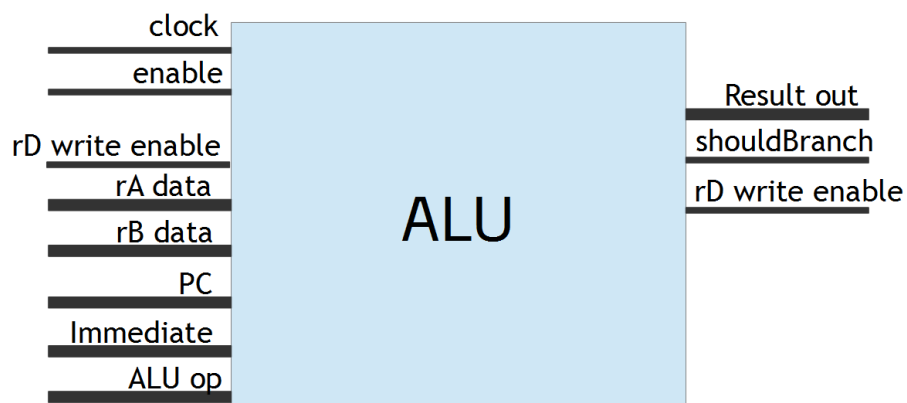 clock
enable
rD write enable
rA data
rB data
PC
Immediate
ALU op
ALU
Result out
shouldBranch
rD write enable